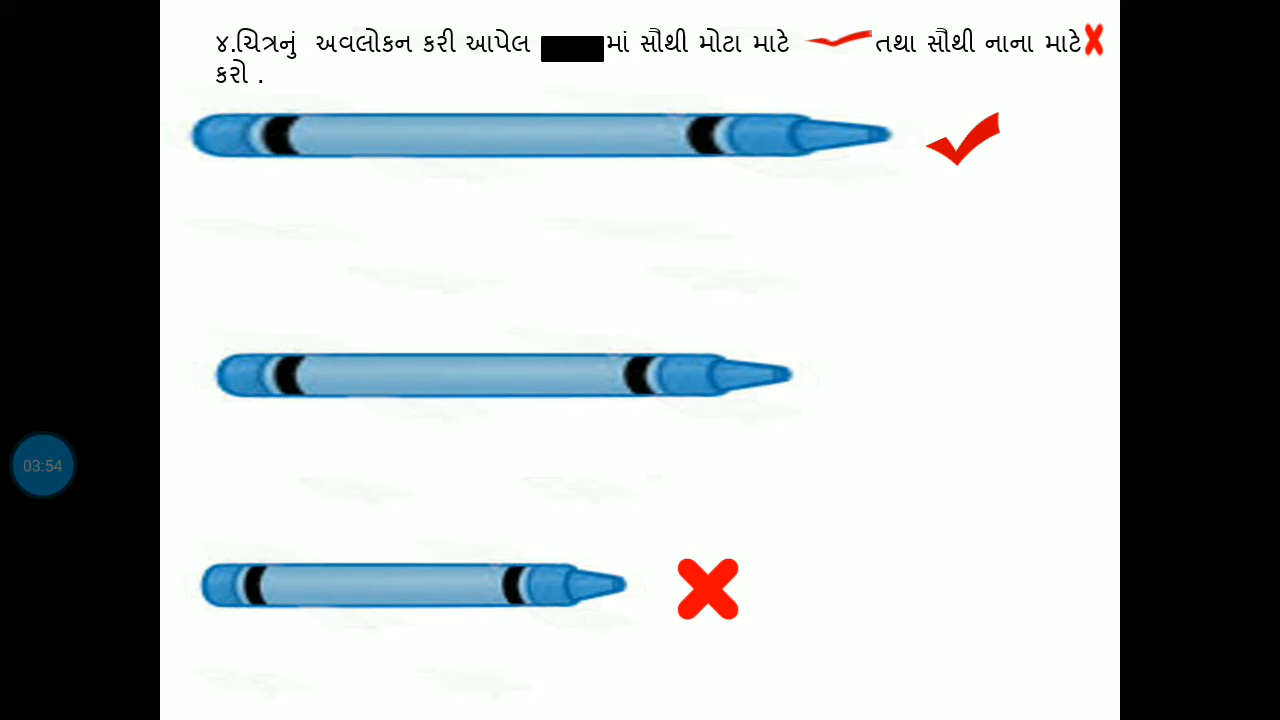 ૪.ચિત્રનું અવલોકન કરી આપેલ માં સૌથી મોટા માટે તથા સૌથી નાના માટે
કરો .
03:54